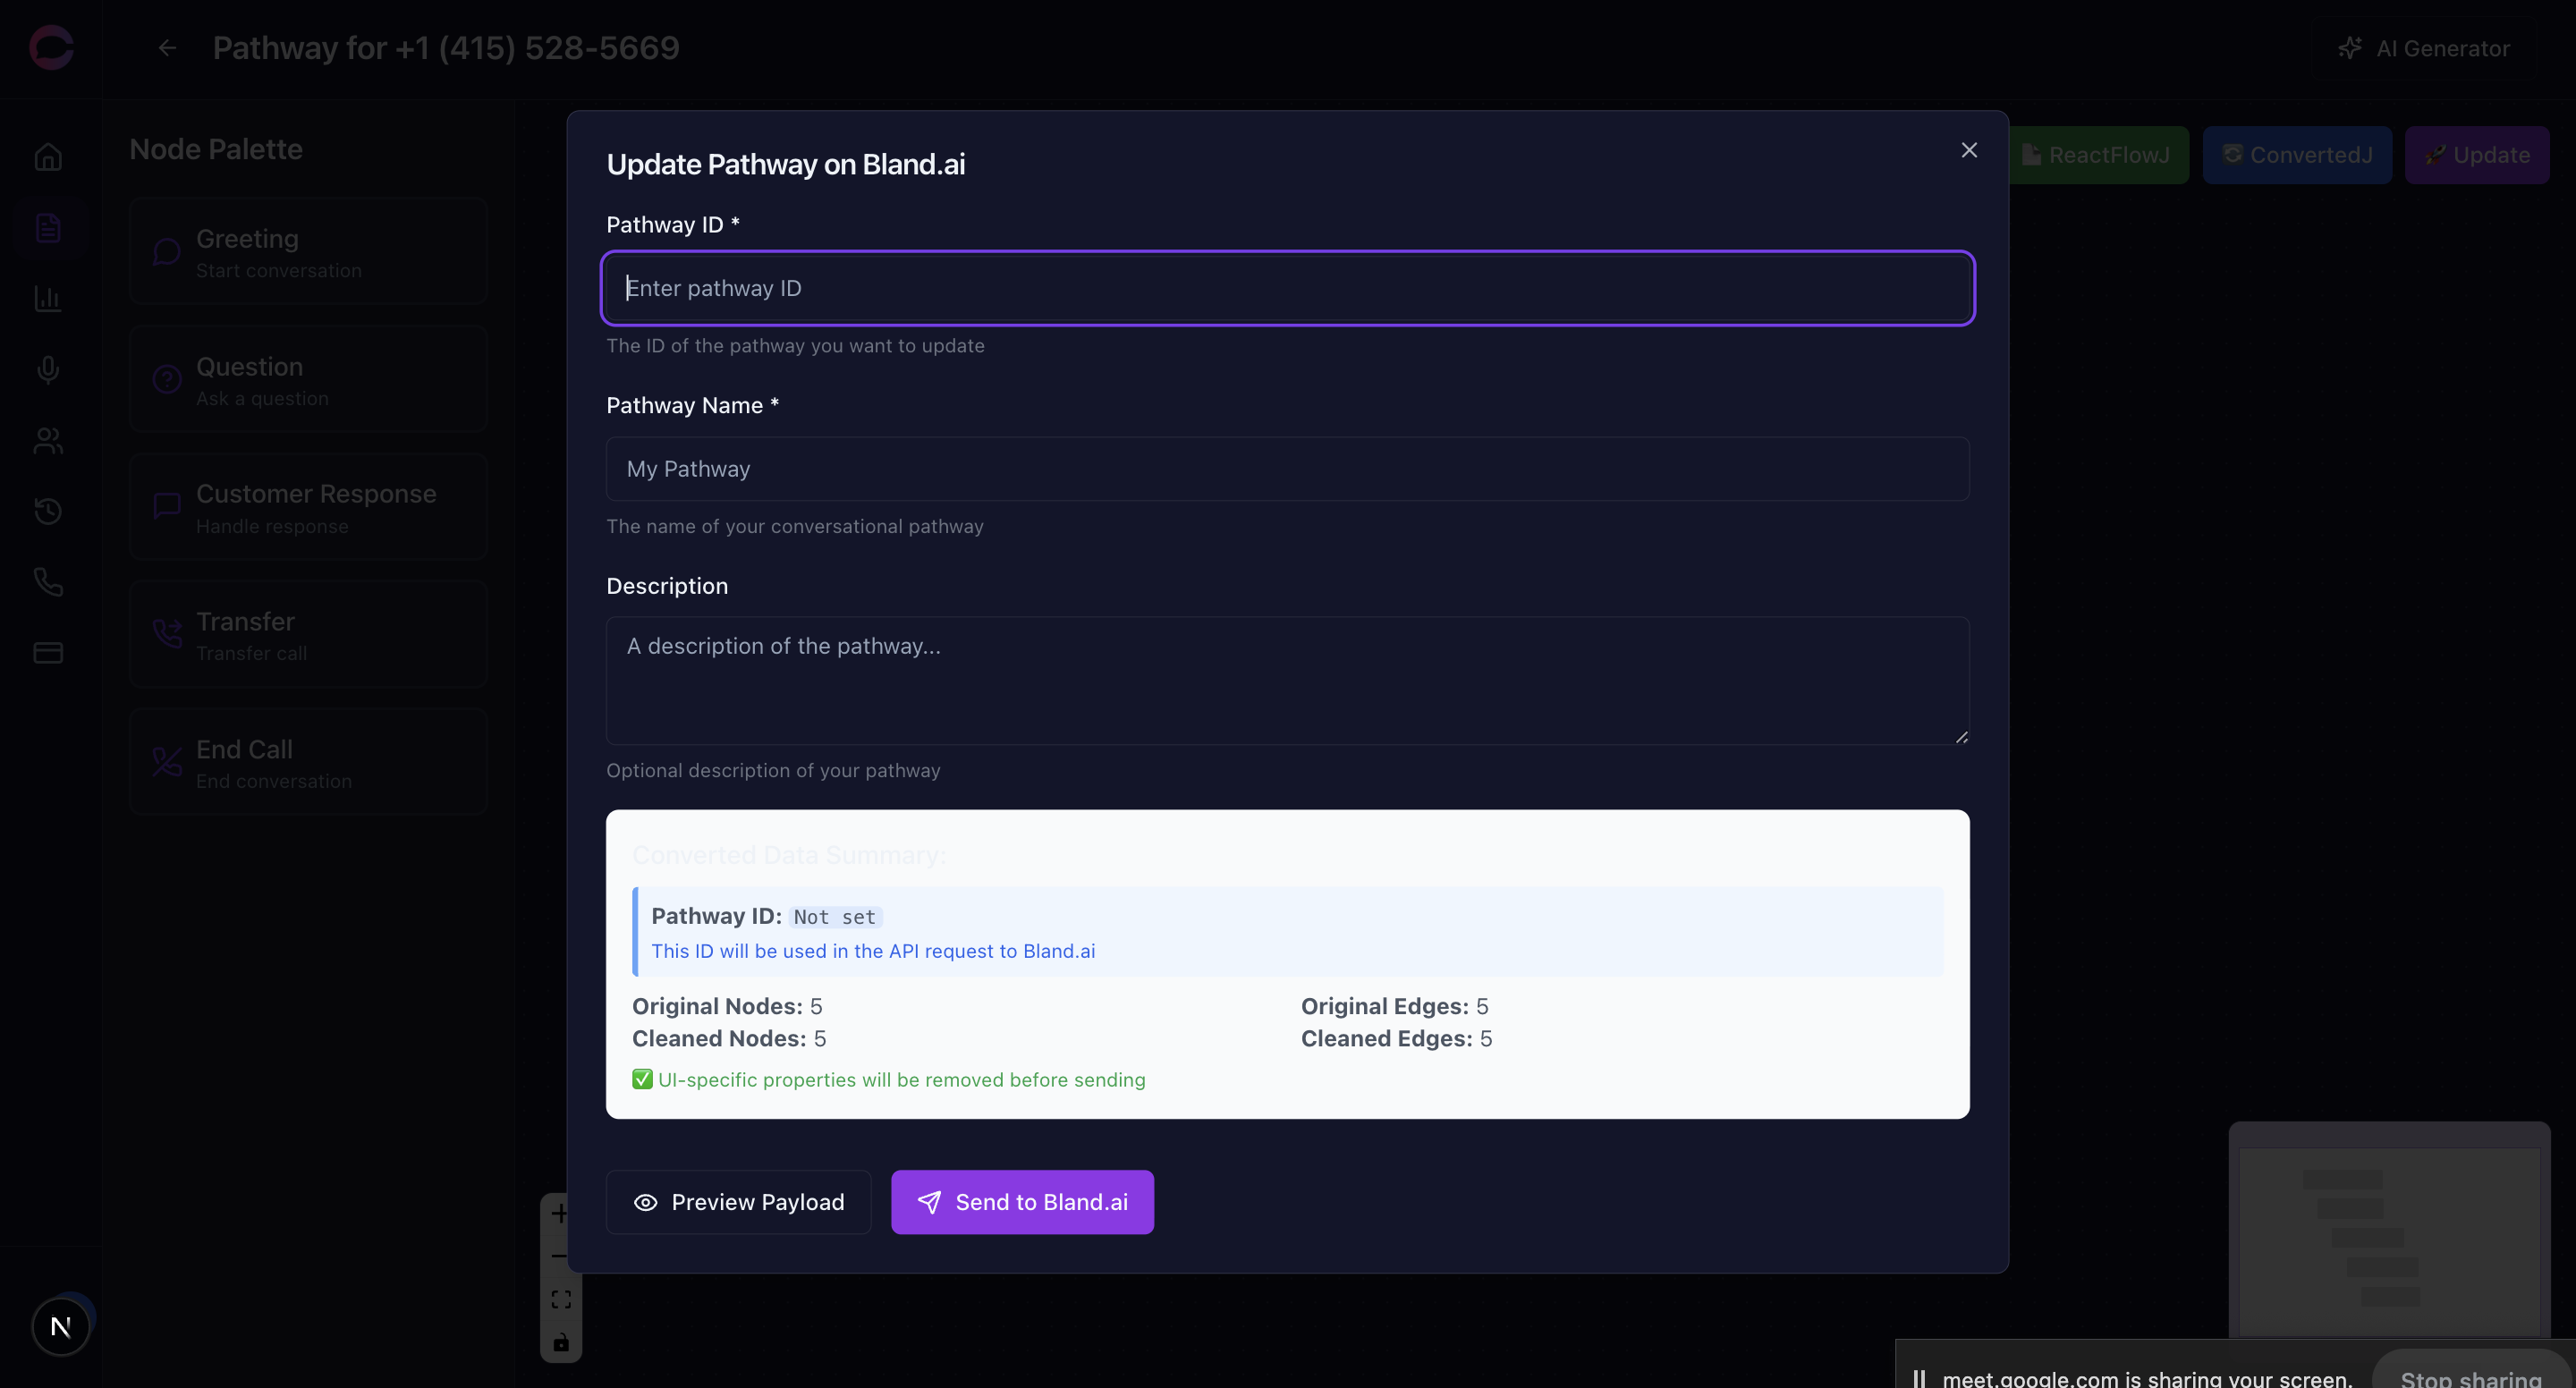 Pathway for +1 (415) 528-5669
AI Generator
Node Palette
Greeting
Start conversation
Question
Ask a question
Customer Response
Handle response
Transfer
Transfer call
End Call
End conversation
ReactFlowJ
ConvertedJ
Update
Update Pathway on Bland.ai
Pathway ID *
Enter pathway ID
The ID of the pathway you want to update
Pathway Name *
My Pathway
The name of your conversational pathway
Description
A description of the pathway...
Optional description of your pathway
Converted Data Summary:
Pathway ID: Not set
This ID will be used in the API request to Bland.ai
Original Nodes: 5
Original Edges: 5
Cleaned Nodes: 5
Cleaned Edges: 5
✅ UI-specific properties will be removed before sending
Preview Payload
Send to Bland.ai
N
meet.google.com is sharing your screen.
Stop sharing